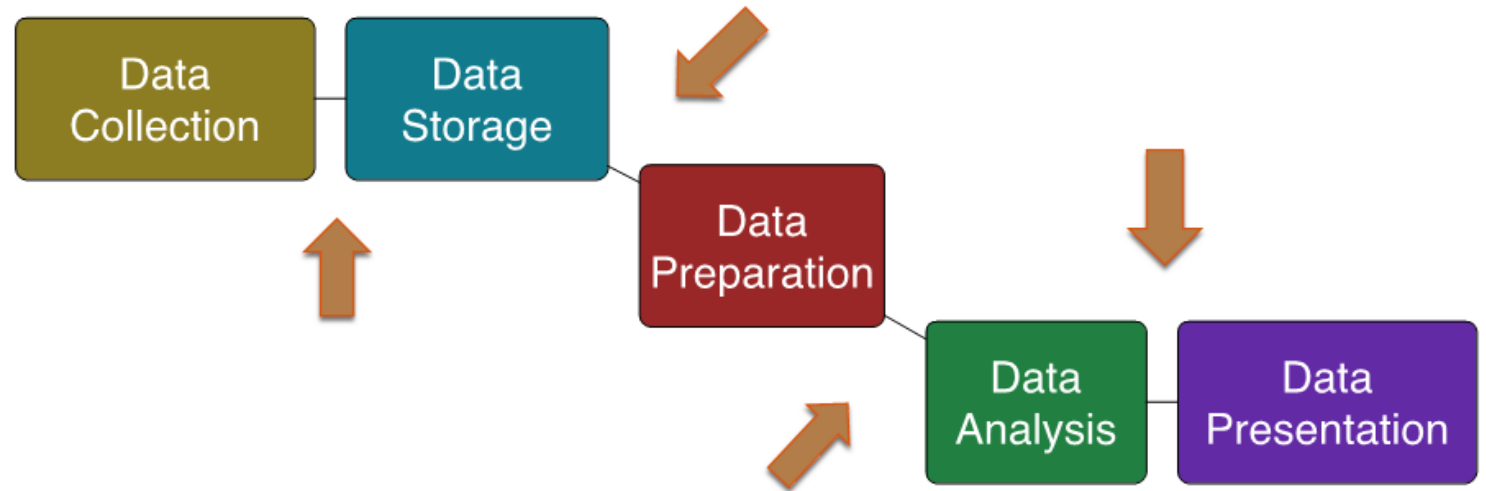 Data
Collection
Data
Storage
Data
Preparation
Data
Analysis
Data
Presentation